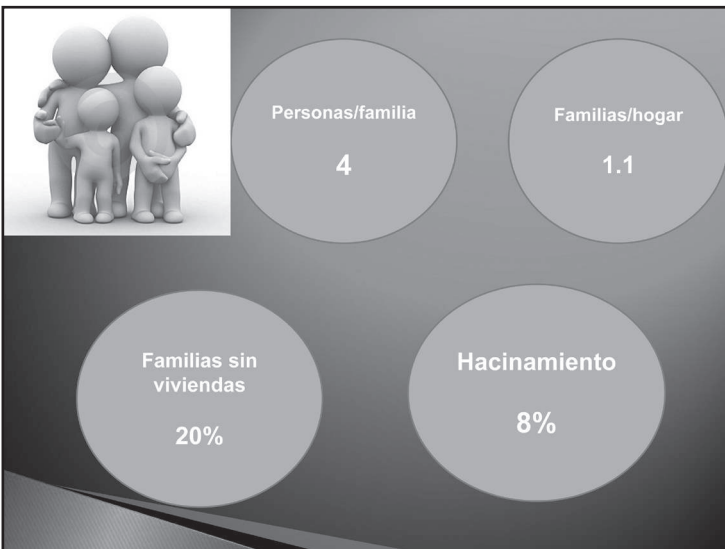 Personas/familia
4
Familias/hogar
1.1
Familias sin
viviendas
20%
Hacinamiento
8%